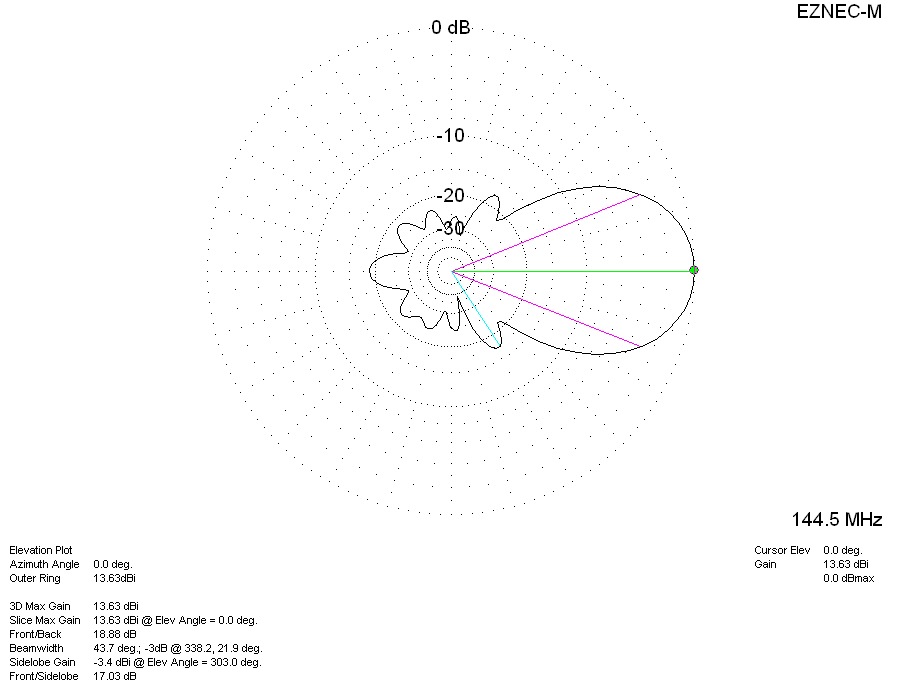 EZNEC-M
0 dB
-10
-20
-30
144.5 MHz
Elevation Plot
Azimuth Angle 0.0 deg.
Outer Ring 13.63dBi
3D Max Gain 13.63 dBi
Slice Max Gain 13.63 dBi @ Elev Angle = 0.0 deg.
Front/Back 18.88 dB
Beamwidth 43.7 deg.; -3dB @ 338.2, 21.9 deg.
Sidelobe Gain -3.4 dBi @ Elev Angle = 303.0 deg.
Front/Sidelobe 17.03 dB
Cursor Elev 0.0 deg.
Gain 13.63 dBi
0.0 dBmax